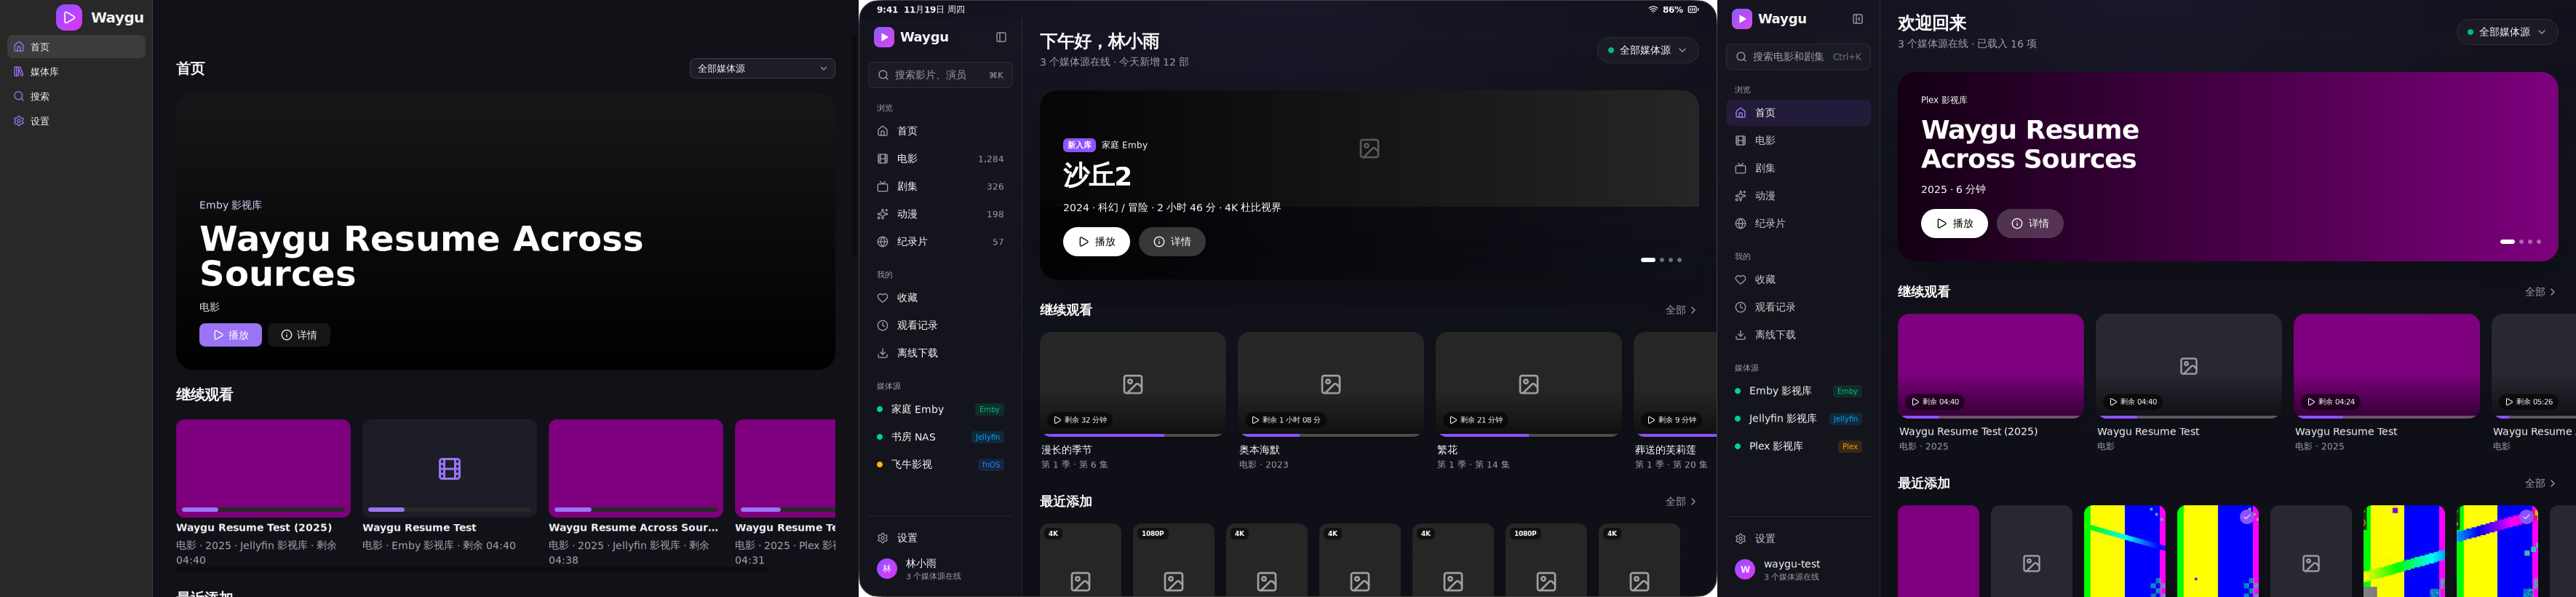 Waygu
首页
媒体库
搜索
设置
首页
全部媒体源
Emby 影视库
Waygu Resume Across
Sources
电影
播放
详情
继续观看
Waygu Resume Test (2025)
电影 · 2025 · Jellyfin 影视库 · 剩余
04:40
Waygu Resume Test
电影 · Emby 影视库 · 剩余 04:40
Waygu Resume Across Sour...
电影 · 2025 · Jellyfin 影视库 · 剩余
04:38
Waygu Resume Te
电影 · 2025 · Plex 影
04:31
最近添加
9:41 11月19日 周四
86%
Waygu
搜索影片、演员 ⌘K
浏览
首页
电影 1,284
剧集 326
动漫 198
纪录片 57
我的
收藏
观看记录
离线下载
媒体源
家庭 Emby Emby
书房 NAS Jellyfin
飞牛影视 fnOS
设置
林 林小雨
3 个媒体源在线
下午好，林小雨
3 个媒体源在线 · 今天新增 12 部
全部媒体源
新入库 家庭 Emby
沙丘2
2024 · 科幻 / 冒险 · 2 小时 46 分 · 4K 杜比视界
播放
详情
继续观看
全部
剩余 32 分钟
漫长的季节
第 1 季 · 第 6 集
剩余 1 小时 08 分
奥本海默
电影 · 2023
剩余 21 分钟
繁花
第 1 季 · 第 14 集
剩余 9 分钟
葬送的芙莉莲
第 1 季 · 第 20 集
最近添加
全部
4K
1080P
4K
4K
4K
1080P
4K
Waygu
搜索电影和剧集 Ctrl+K
浏览
首页
电影
剧集
动漫
纪录片
我的
收藏
观看记录
离线下载
媒体源
Emby 影视库 Emby
Jellyfin 影视库 Jellyfin
Plex 影视库 Plex
设置
W waygu-test
3 个媒体源在线
欢迎回来
3 个媒体源在线 · 已载入 16 项
全部媒体源
Plex 影视库
Waygu Resume
Across Sources
2025 · 6 分钟
播放
详情
继续观看
全部
剩余 04:40
Waygu Resume Test (2025)
电影 · 2025
剩余 04:40
Waygu Resume Test
电影
剩余 04:24
Waygu Resume Test
电影 · 2025
剩余 05:26
Waygu Resume
电影
最近添加
全部